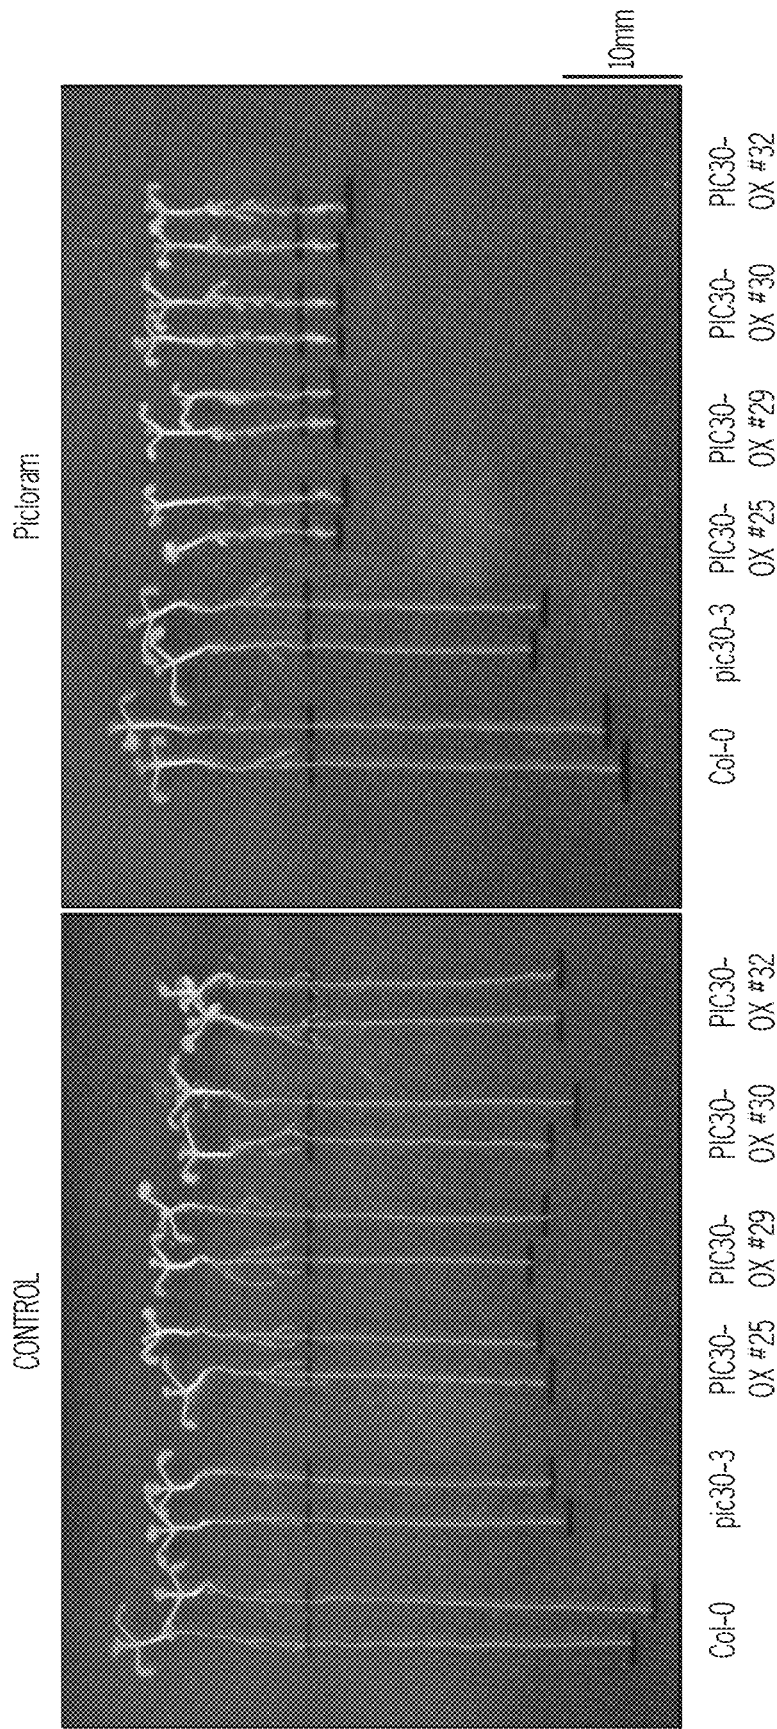 CONTROL
Picloram
Col-0
pic30-3
PIC30-
OX #25
PIC30-
OX #29
PIC30-
OX #30
PIC30-
OX #32
Col-0
pic30-3
PIC30-
OX #25
PIC30-
OX #29
PIC30-
OX #30
PIC30-
OX #32
10mm